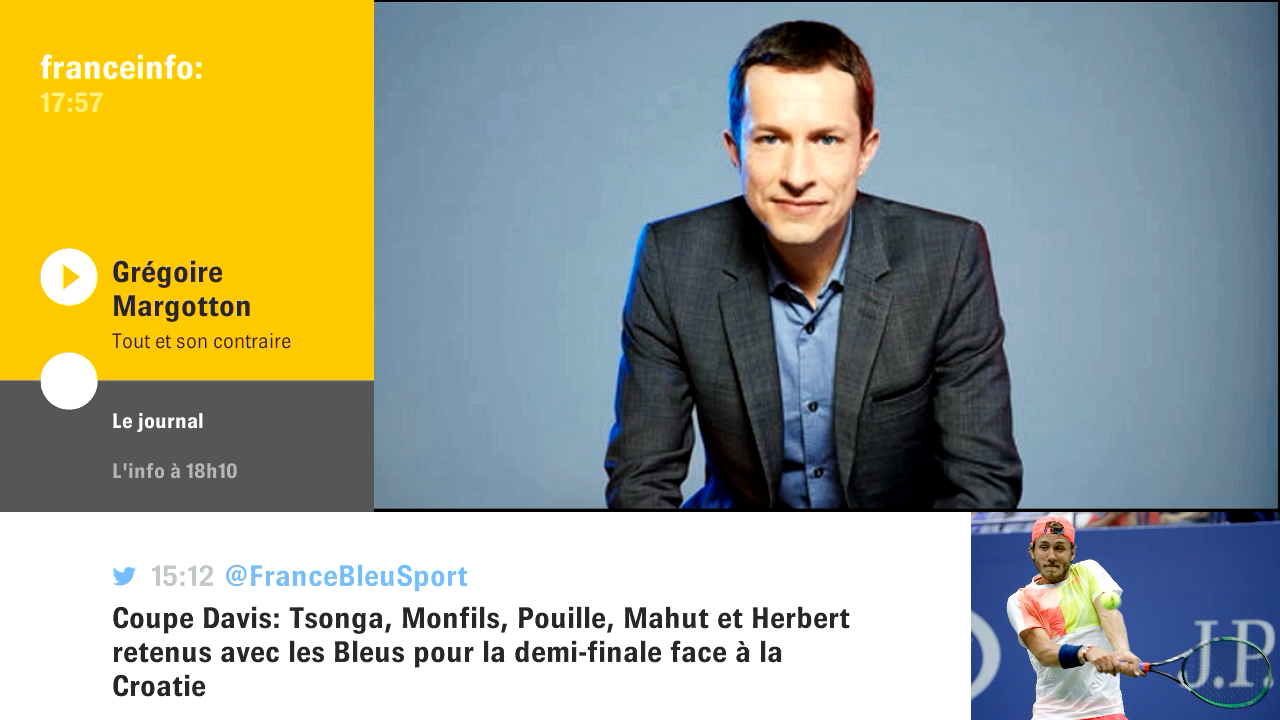 franceinfo:
17:57
Grégoire
Margotton
Tout et son contraire
Le journal
L'info à 18h10
15:12 @FranceBleuSport
Coupe Davis: Tsonga, Monfils, Pouille, Mahut et Herbert
retenus avec les Bleus pour la demi-finale face à la
Croatie
J.P.